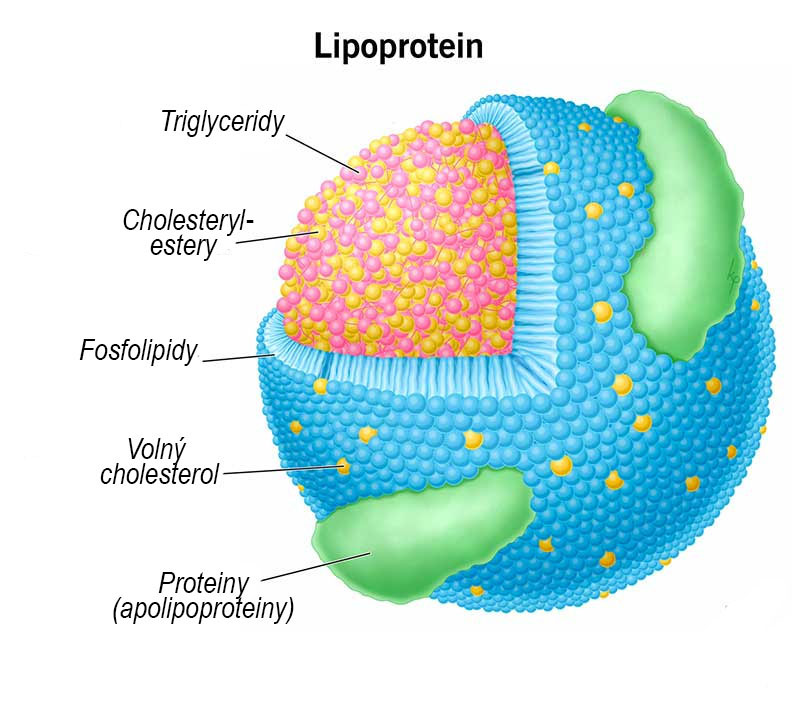 Lipoprotein
Triglyceridy
Cholesteryl-
estery
Fosfolipidy
Volný
cholesterol
Proteiny
(apolipoproteiny)